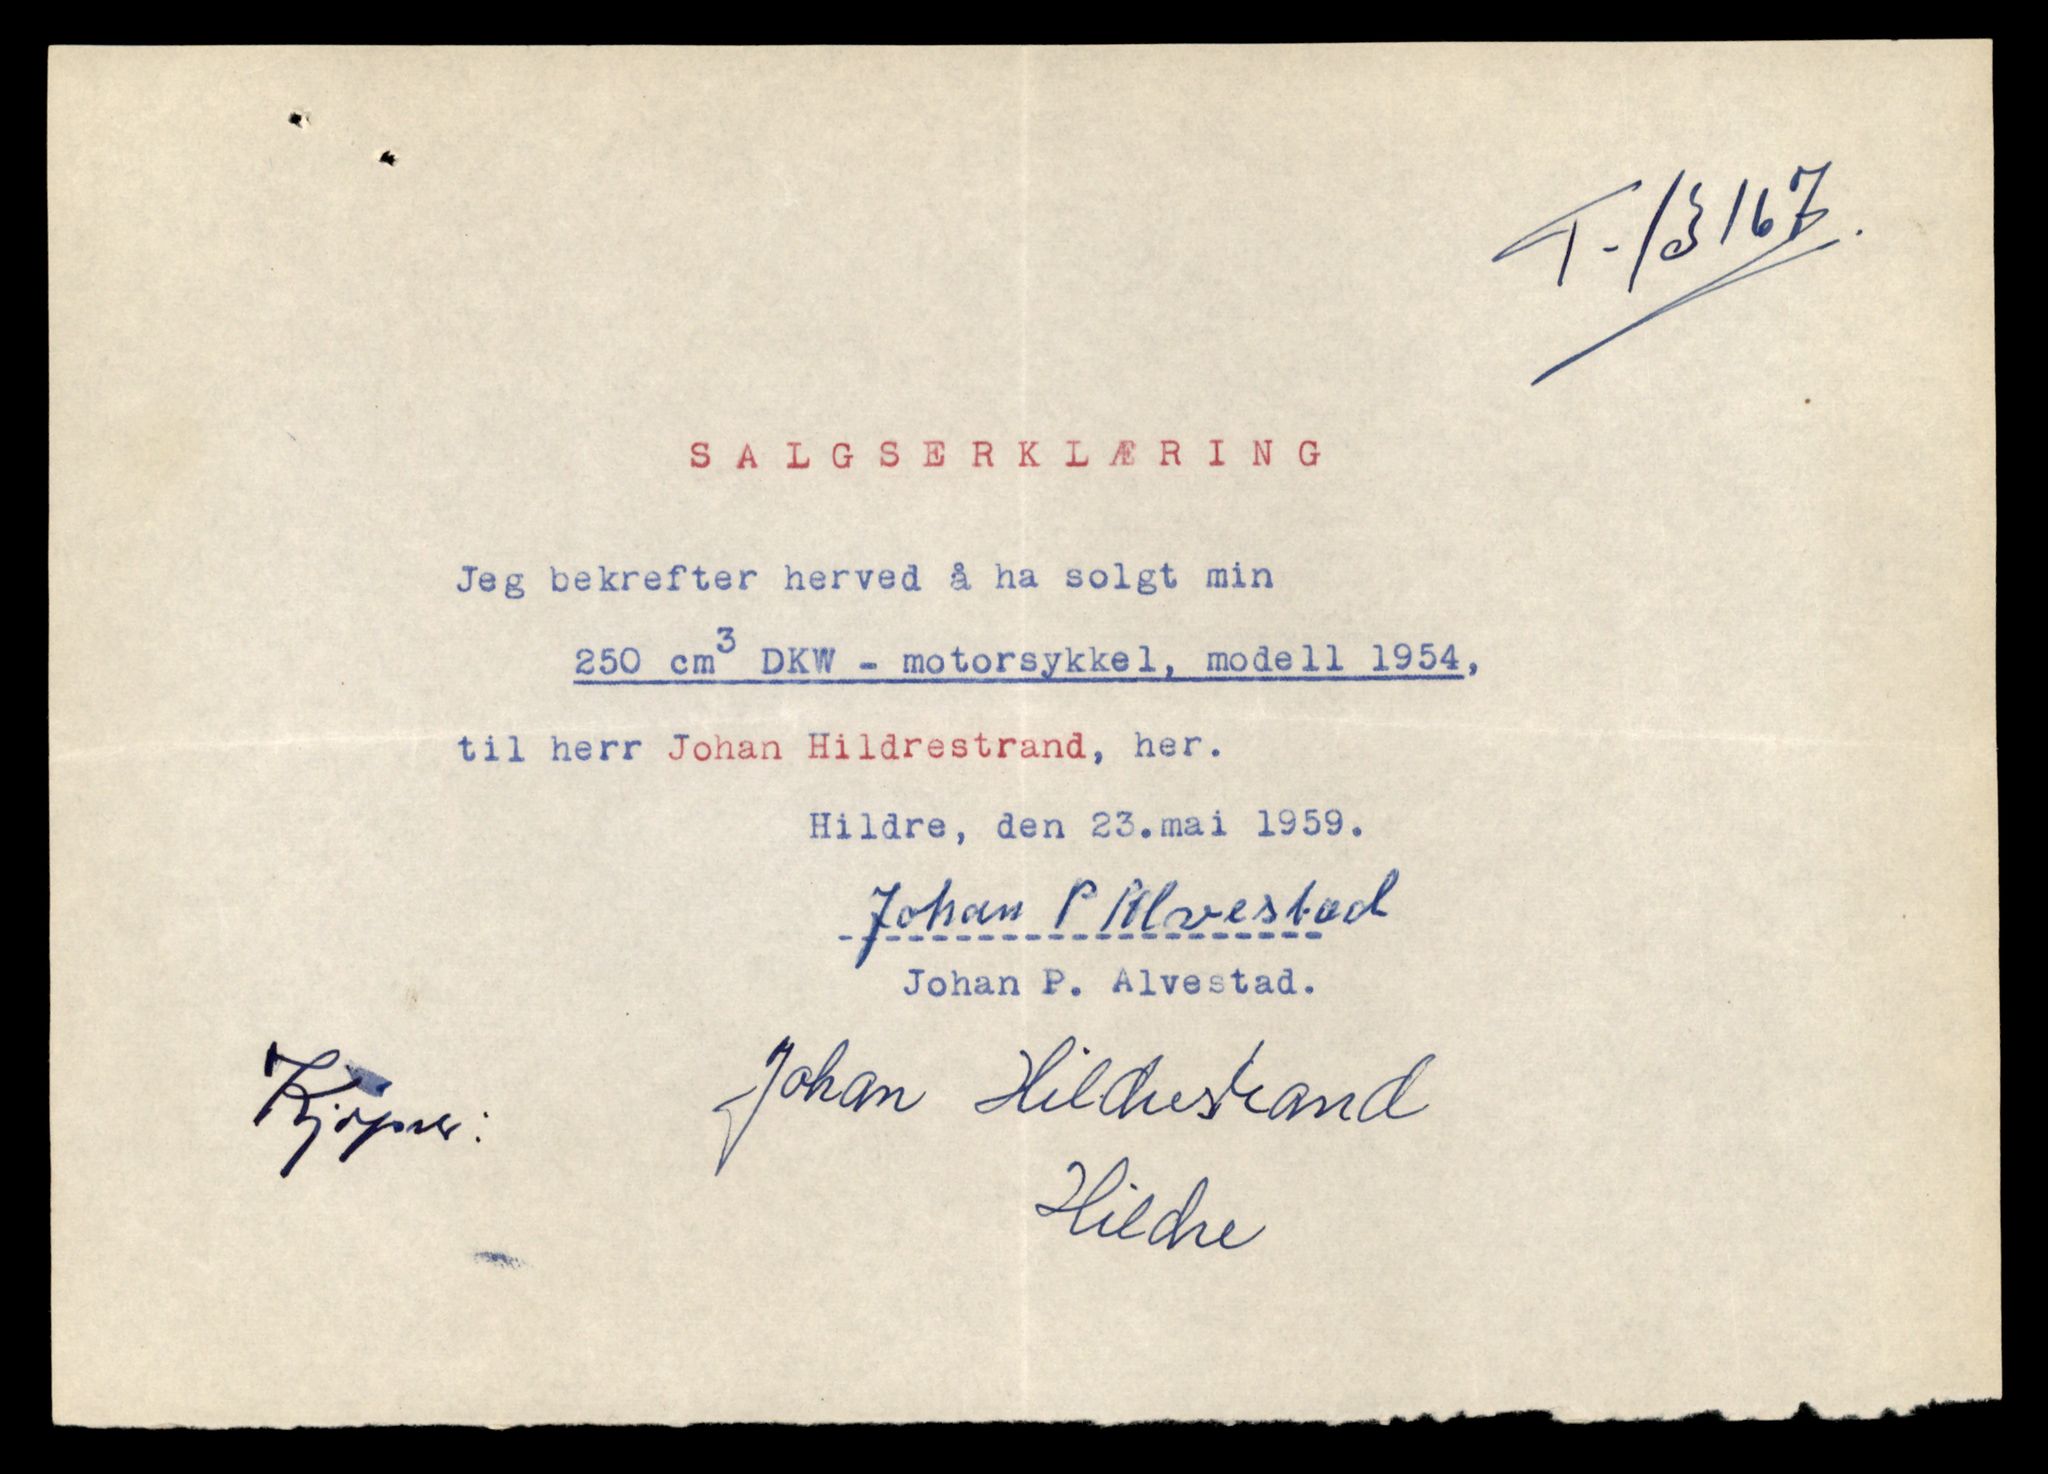 T-13167.
SALGSERKLÆRING
Jeg bekrefter herved å ha solgt min
250 cm³ DKW - motorsykkel, modell 1954,
til herr Johan Hildrestrand, her.
Hildre, den 23.mai 1959.
Johan P Alvestad
Johan P. Alvestad.
Kjøper: Johan Hildrestrand
Hildre